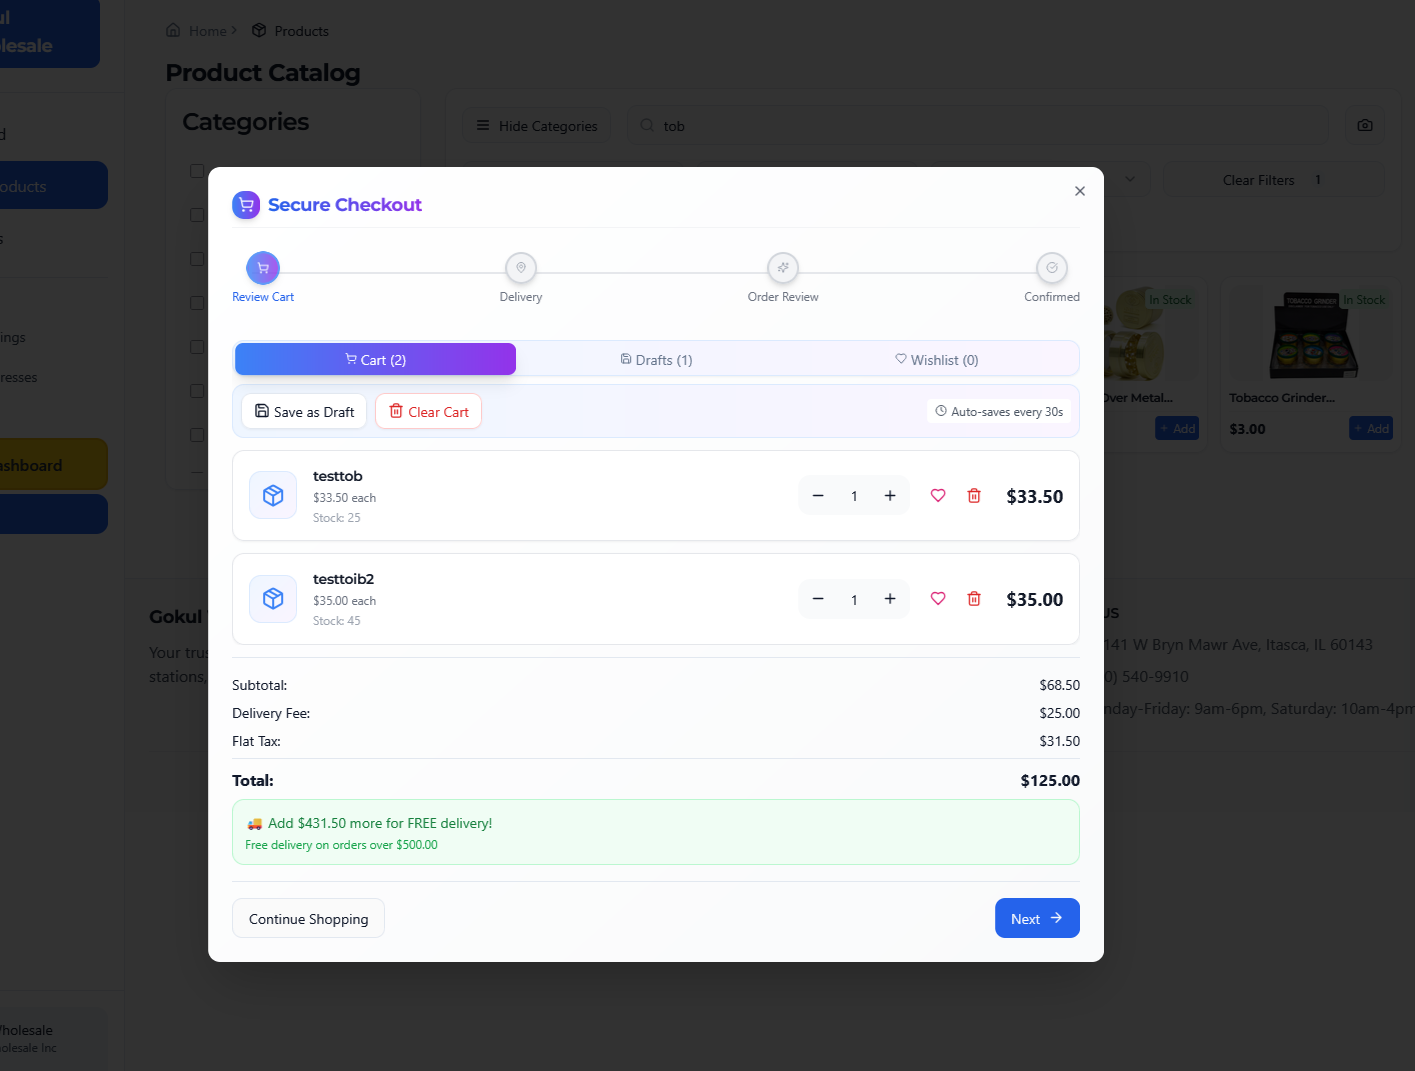 ul
lesale
Home
Products
Product Catalog
Categories
Hide Categories
tob
Clear Filters 1
d
oducts
s
ings
resses
ashboard
Secure Checkout
Review Cart
Delivery
Order Review
Confirmed
Cart (2)
Drafts (1)
Wishlist (0)
Save as Draft
Clear Cart
Auto-saves every 30s
testtob
$33.50 each
Stock: 25
1
$33.50
testtoib2
$35.00 each
Stock: 45
1
$35.00
Subtotal: $68.50
Delivery Fee: $25.00
Flat Tax: $31.50
Total: $125.00
Add $431.50 more for FREE delivery!
Free delivery on orders over $500.00
Continue Shopping
Next
In Stock
Over Metal...
+ Add
TOBACCO GRINDER
In Stock
Tobacco Grinder...
$3.00
+ Add
Gokul
Your trus
stations,
US
141 W Bryn Mawr Ave, Itasca, IL 60143
0) 540-9910
nday-Friday: 9am-6pm, Saturday: 10am-4pm
Wholesale
olesale Inc